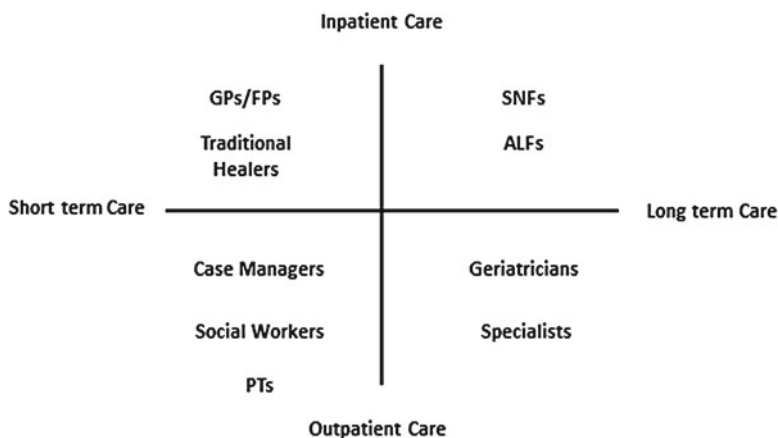 Inpatient Care
GPs/FPs
SNFs
Traditional
Healers
ALFs
Short term Care
Long term Care
Case Managers
Geriatricians
Social Workers
Specialists
PTs
Outpatient Care